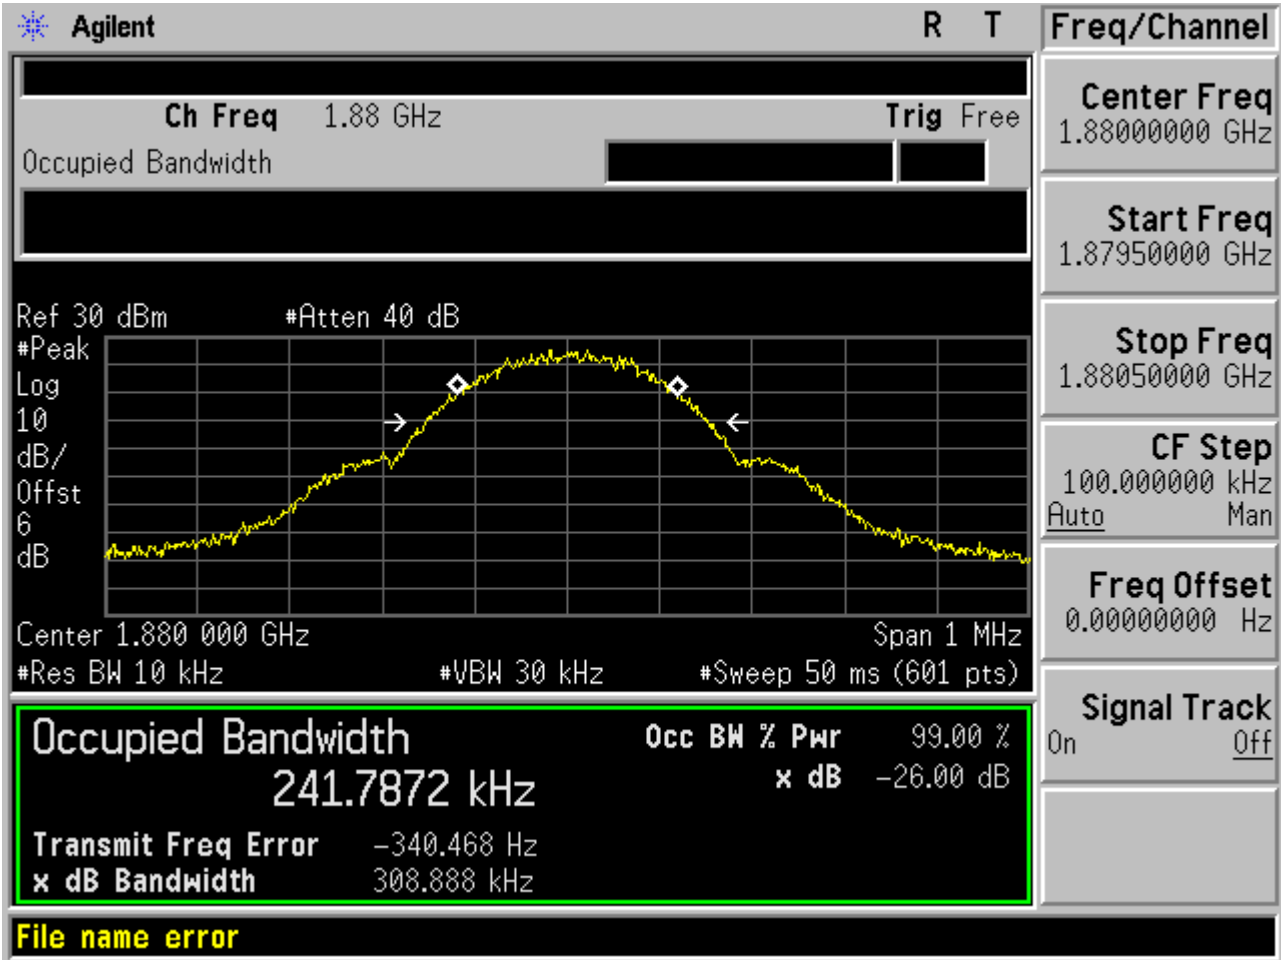 Agilent
R T
Ch Freq 1.88 GHz
Trig Free
Occupied Bandwidth
Ref 30 dBm
#Atten 40 dB
#Peak
Log
10
dB/
Offst
6
dB
Center 1.880 000 GHz
Span 1 MHz
#Res BW 10 kHz
#VBW 30 kHz
#Sweep 50 ms (601 pts)
Occupied Bandwidth
241.7872 kHz
Occ BW % Pwr 99.00 %
x dB -26.00 dB
Transmit Freq Error -340.468 Hz
x dB Bandwidth 308.888 kHz
File name error
Freq/Channel
Center Freq
1.88000000 GHz
Start Freq
1.87950000 GHz
Stop Freq
1.88050000 GHz
CF Step
100.000000 kHz
Auto Man
Freq Offset
0.00000000 Hz
Signal Track
On Off